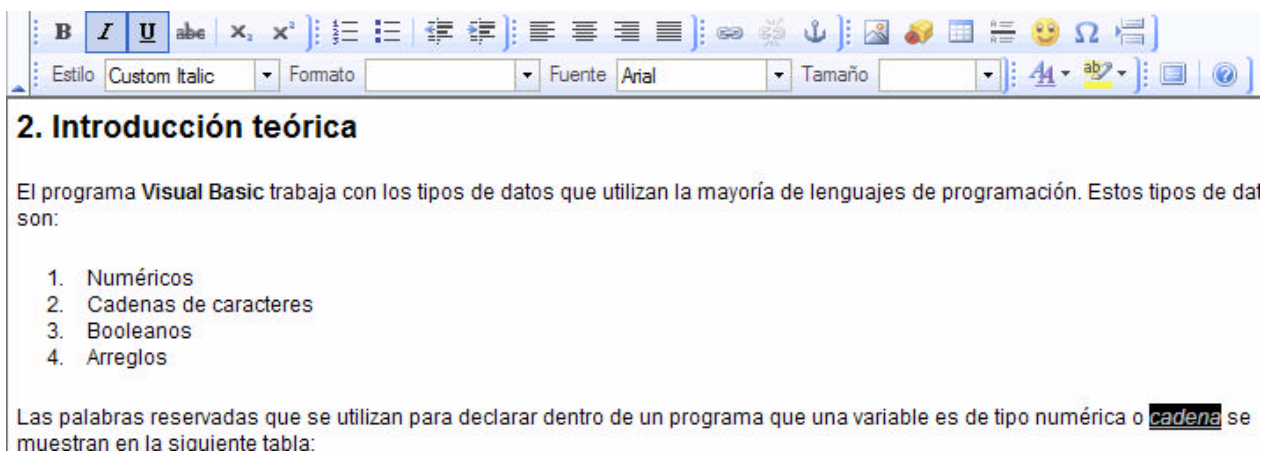 B I U abc x₂ x²
Estilo Custom Italic Formato Fuente Arial Tamaño
2. Introducción teórica
El programa Visual Basic trabaja con los tipos de datos que utilizan la mayoría de lenguajes de programación. Estos tipos de dat
son:
1. Numéricos
2. Cadenas de caracteres
3. Booleanos
4. Arreglos
Las palabras reservadas que se utilizan para declarar dentro de un programa que una variable es de tipo numérica o cadena se
muestran en la siguiente tabla: